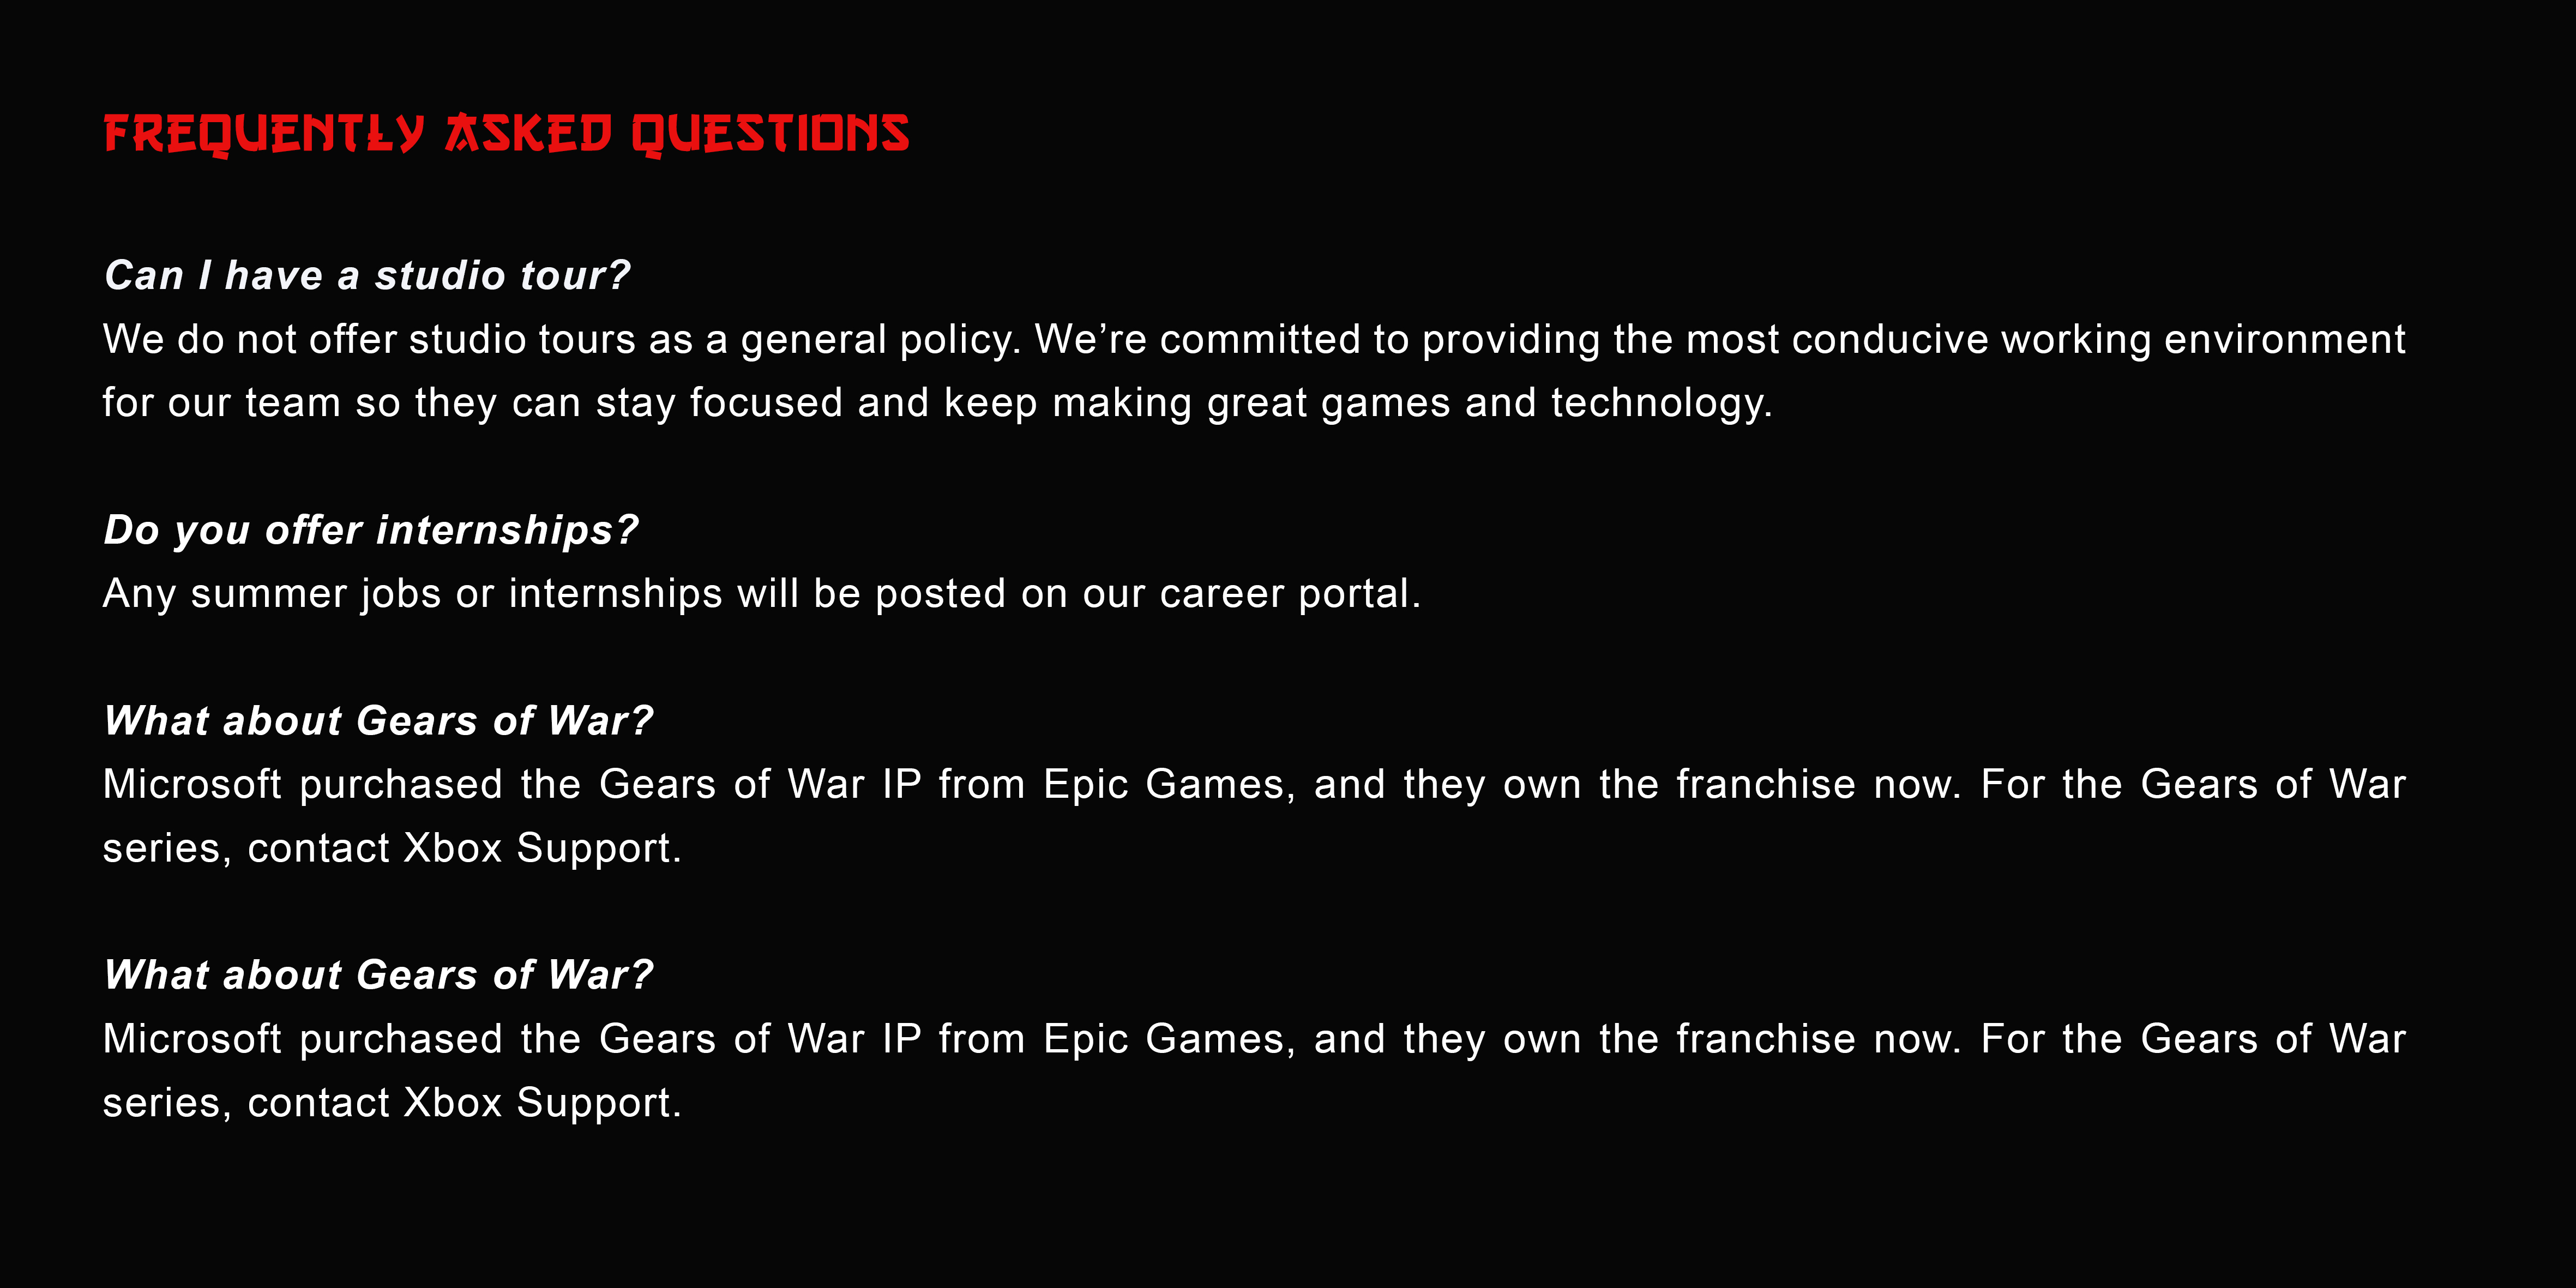 FREQUENTLY ASKED QUESTIONS
Can I have a studio tour?
We do not offer studio tours as a general policy. We’re committed to providing the most conducive working environment
for our team so they can stay focused and keep making great games and technology.
Do you offer internships?
Any summer jobs or internships will be posted on our career portal.
What about Gears of War?
Microsoft purchased the Gears of War IP from Epic Games, and they own the franchise now. For the Gears of War
series, contact Xbox Support.
What about Gears of War?
Microsoft purchased the Gears of War IP from Epic Games, and they own the franchise now. For the Gears of War
series, contact Xbox Support.